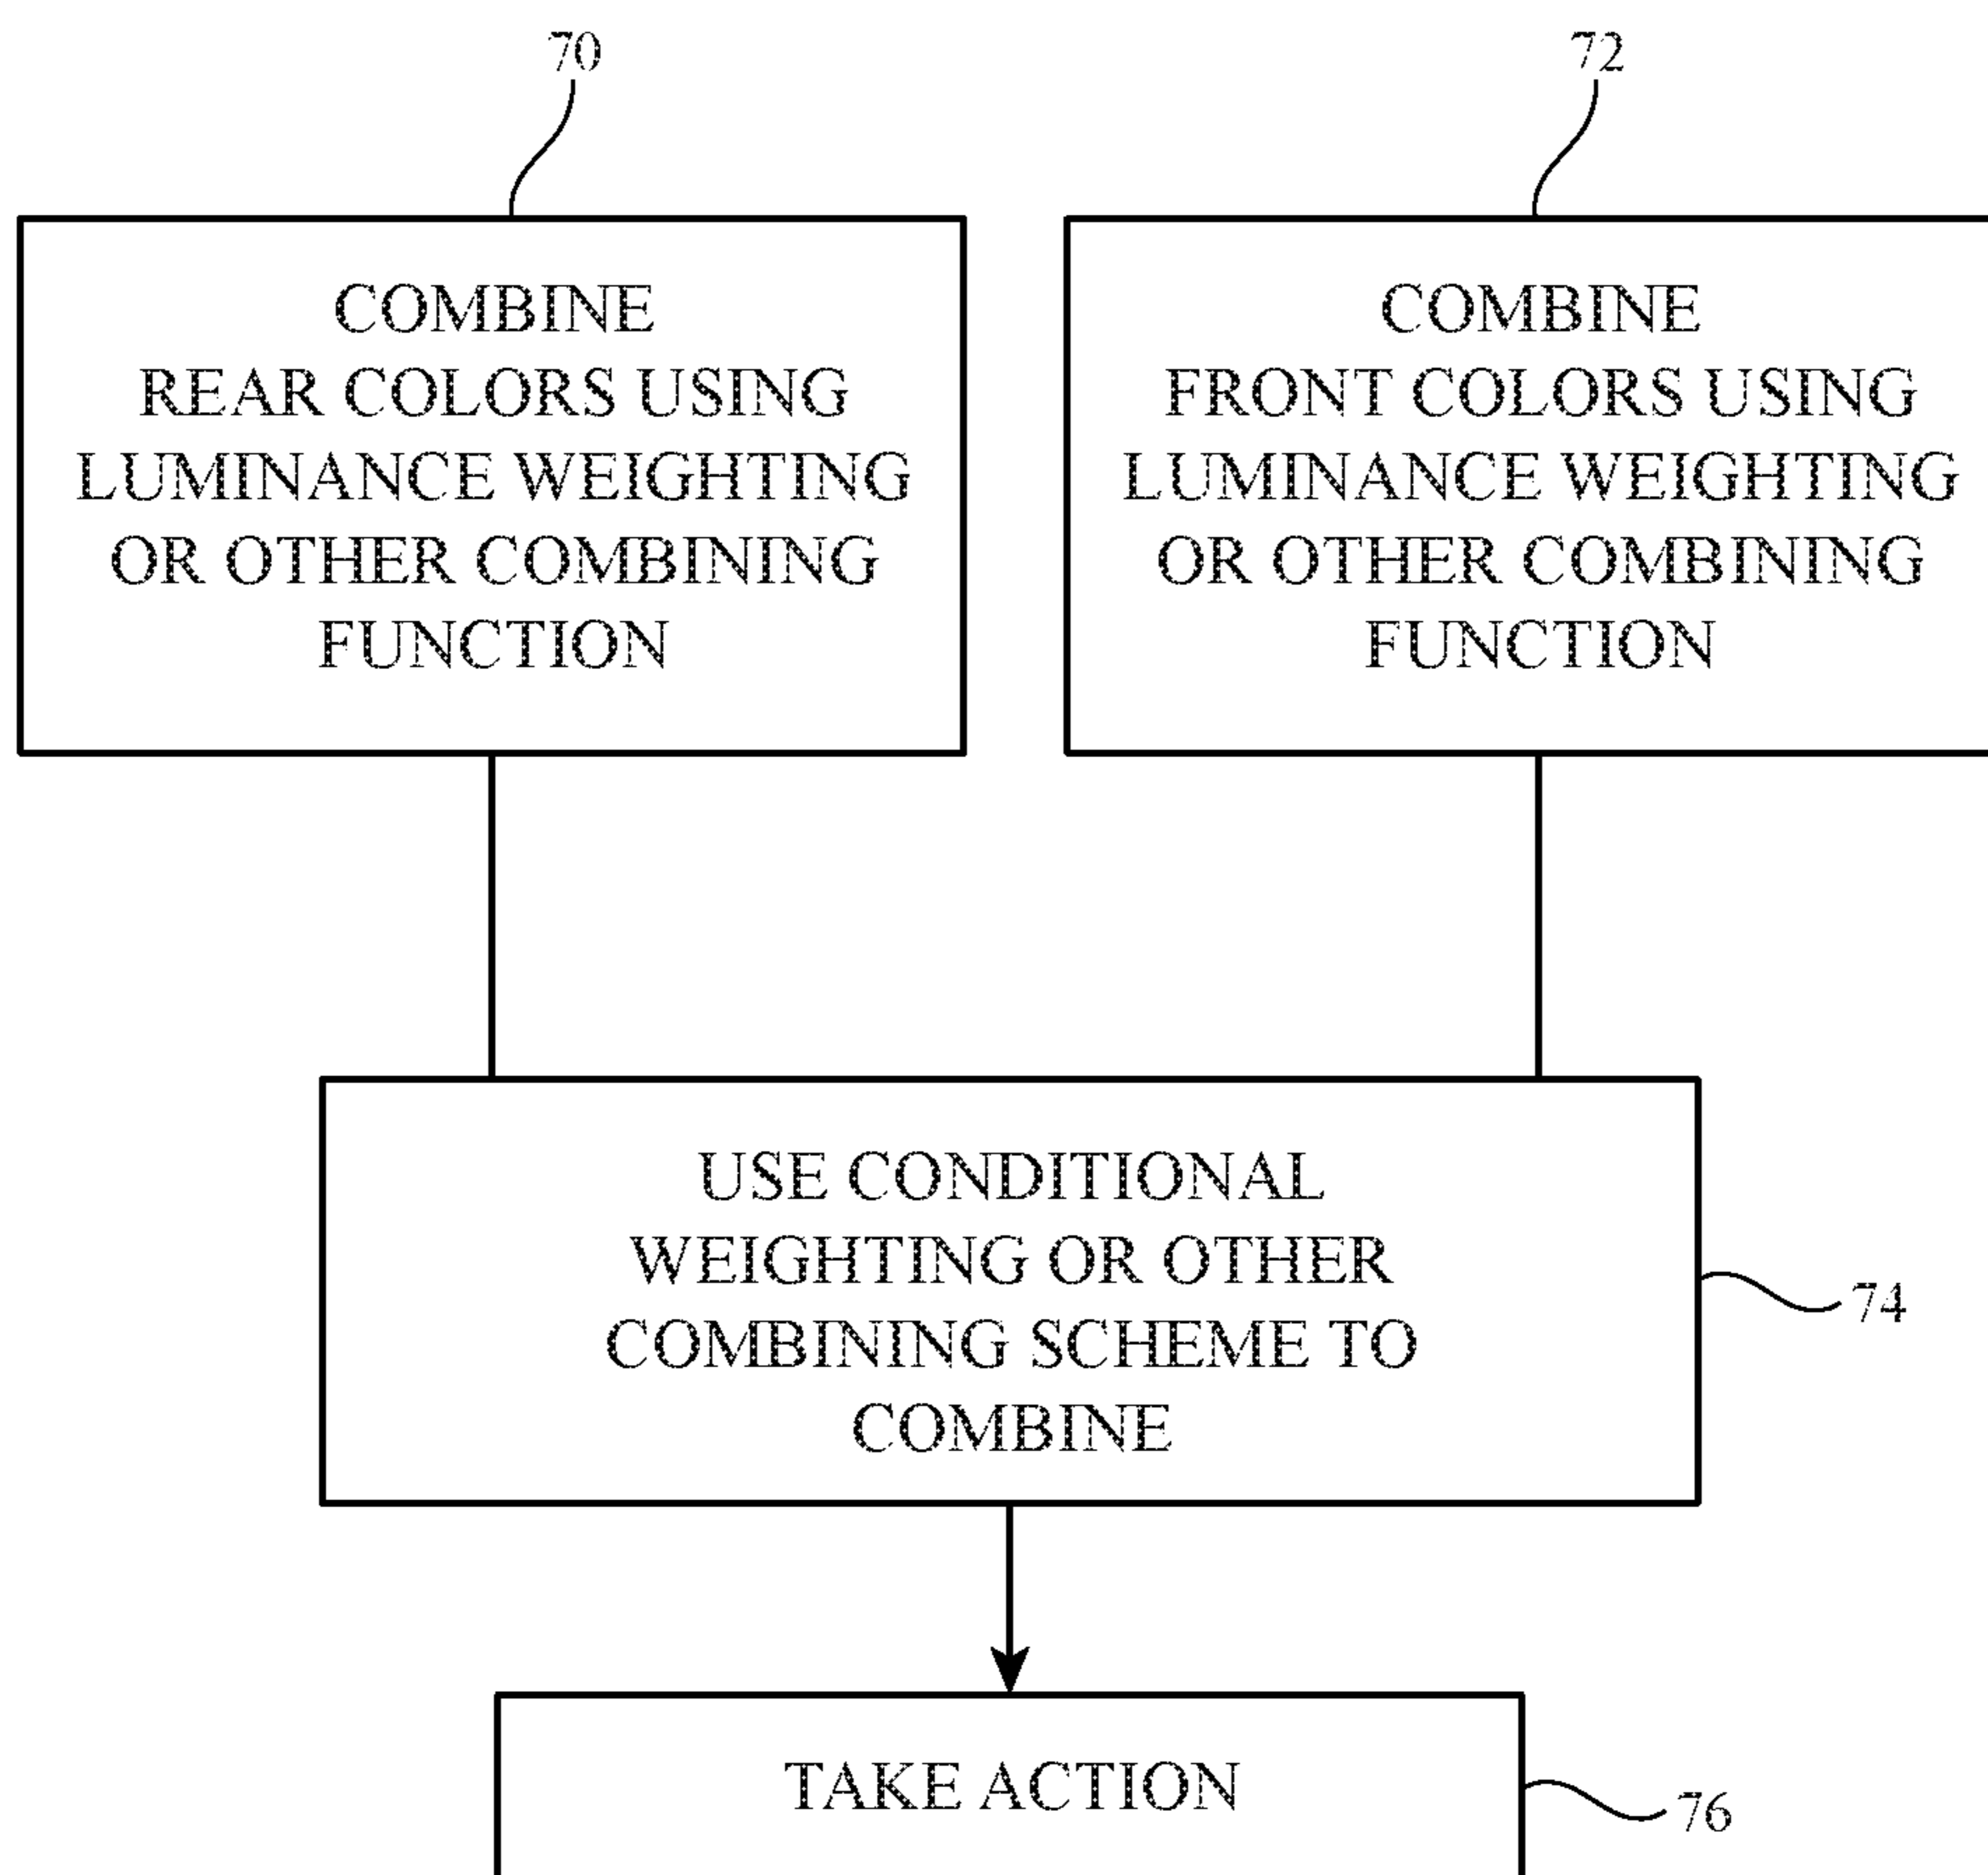 70
72
COMBINE
REAR COLORS USING
LUMINANCE WEIGHTING
OR OTHER COMBINING
FUNCTION
COMBINE
FRONT COLORS USING
LUMINANCE WEIGHTING
OR OTHER COMBINING
FUNCTION
USE CONDITIONAL
WEIGHTING OR OTHER
COMBINING SCHEME TO
COMBINE
74
TAKE ACTION
76